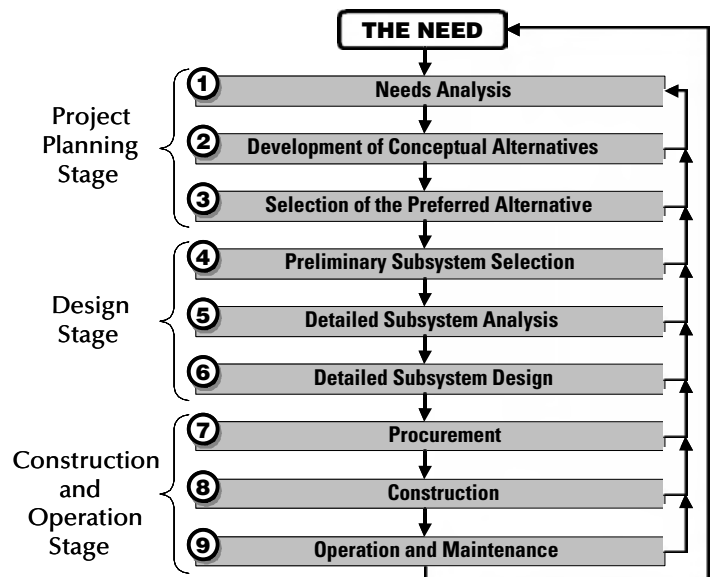 THE NEED
Project
Planning
Stage
1 Needs Analysis
2 Development of Conceptual Alternatives
3 Selection of the Preferred Alternative
Design
Stage
4 Preliminary Subsystem Selection
5 Detailed Subsystem Analysis
6 Detailed Subsystem Design
Construction
and
Operation
Stage
7 Procurement
8 Construction
9 Operation and Maintenance